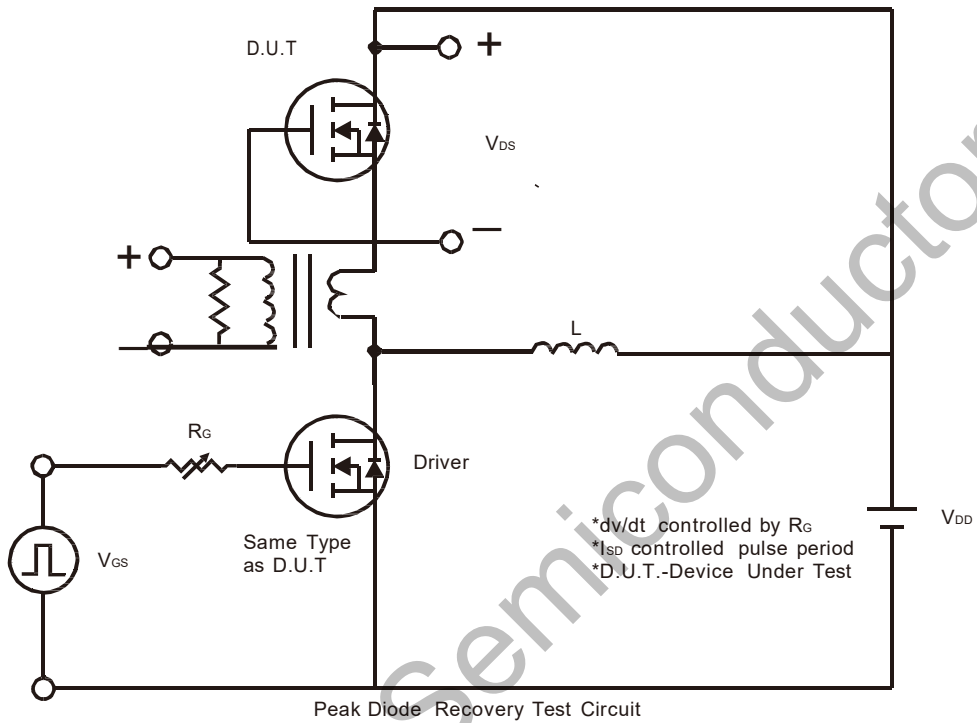 D.U.T
+
VDS
—
+
—
L
RG
Driver
VGS
Same Type
as D.U.T
*dv/dt controlled by RG
*ISD controlled pulse period
*D.U.T.-Device Under Test
VDD
Semiconductor
Peak Diode Recovery Test Circuit